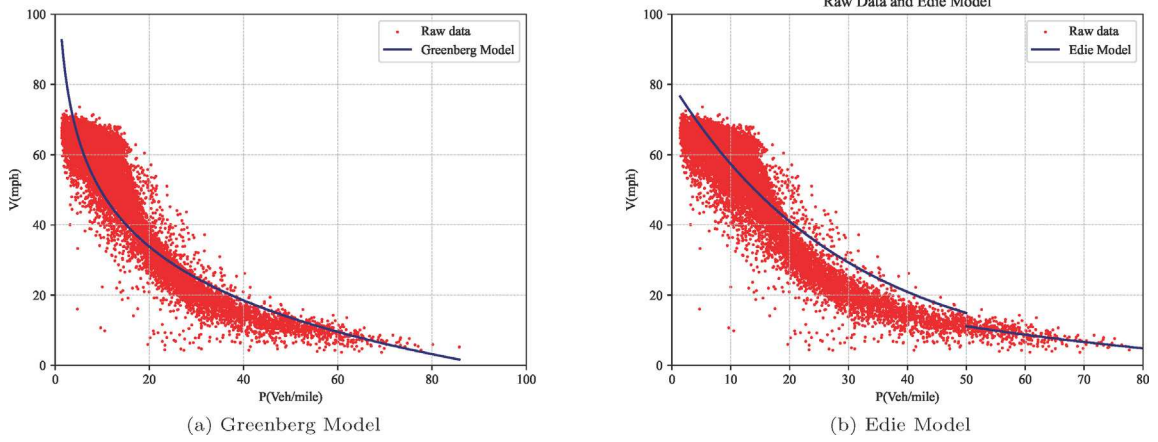 Raw Data and Edie Model
100
80
60
40
20
0
V(mph)
Raw data
Greenberg Model
0 20 40 60 80 100
P(Veh/mile)
(a) Greenberg Model
100
80
60
40
20
0
V(mph)
Raw data
Edie Model
0 10 20 30 40 50 60 70 80
P(Veh/mile)
(b) Edie Model